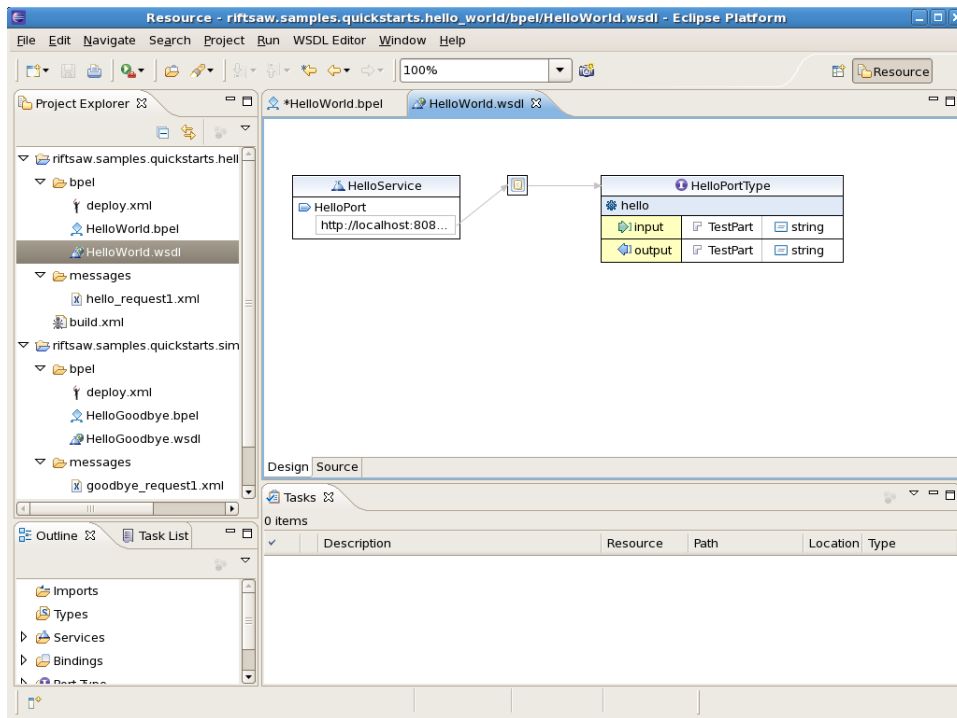 Resource - riftsaw.samples.quickstarts.hello_world/bpel/HelloWorld.wsdl - Eclipse Platform
File Edit Navigate Search Project Run WSDL Editor Window Help
100%
Resource
Project Explorer
riftsaw.samples.quickstarts.hell
bpel
deploy.xml
HelloWorld.bpel
HelloWorld.wsdl
messages
hello_request1.xml
build.xml
riftsaw.samples.quickstarts.sim
bpel
deploy.xml
HelloGoodbye.bpel
HelloGoodbye.wsdl
messages
goodbye_request1.xml
*HelloWorld.bpel HelloWorld.wsdl
HelloService
HelloPort
http://localhost:808...
HelloPortType
hello
input TestPart string
output TestPart string
Design Source
Outline Task List
Imports
Types
Services
Bindings
Port Type
Tasks
0 items
Description Resource Path Location Type